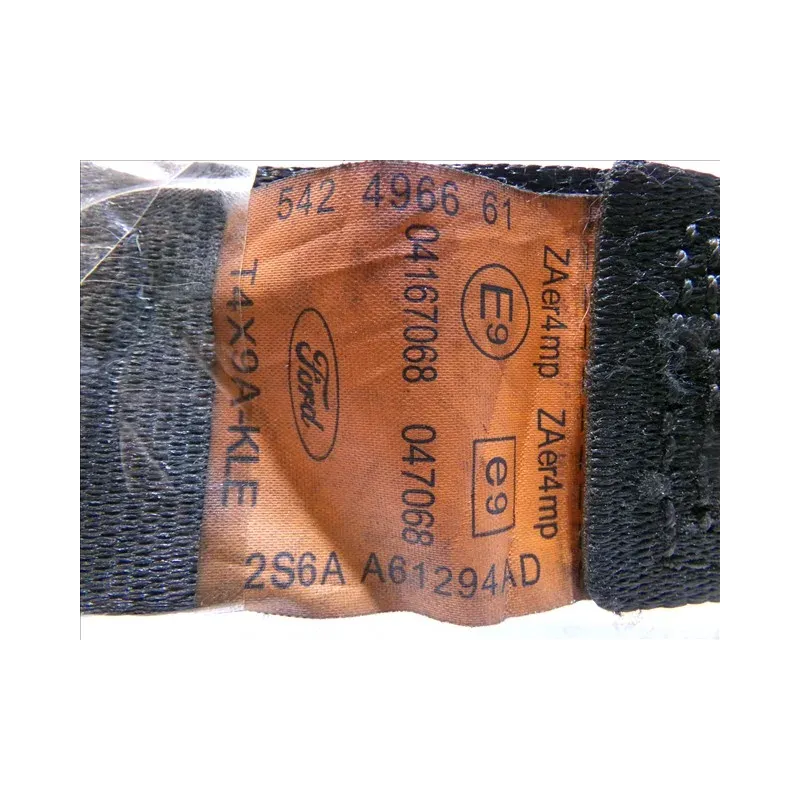 542 4966 61
T4X9A-KLE
Ford
04167068 047068
E9 e9
ZAer4mp ZAer4mp
2S6A A61294AD